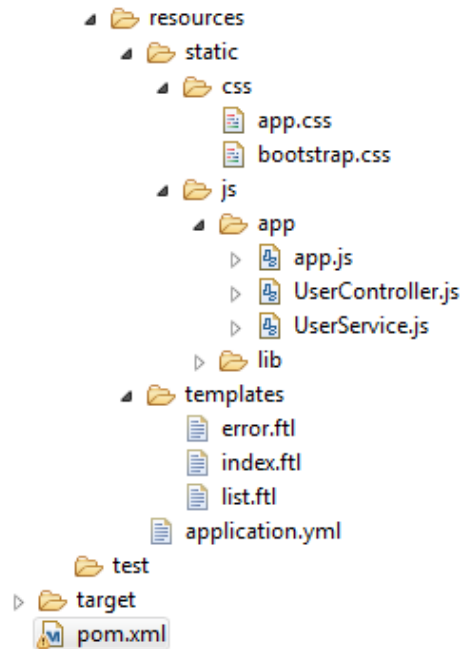 resources
static
css
app.css
bootstrap.css
js
app
app.js
UserController.js
UserService.js
lib
templates
error.ftl
index.ftl
list.ftl
application.yml
test
target
pom.xml